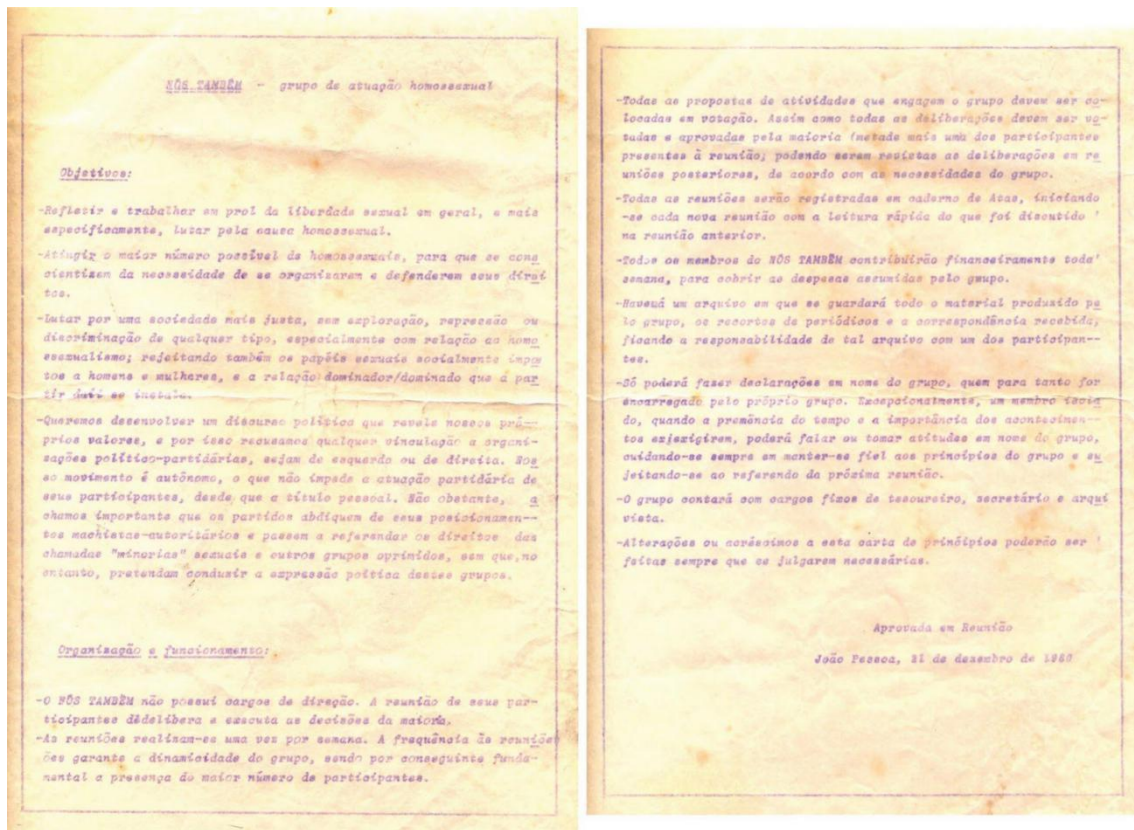 NÓS TAMBÉM - grupo de atuação homossexual
Objetivos:
-Refletir e trabalhar em prol da liberdade sexual em geral, e mais
especificamente, lutar pela causa homossexual.
-Atingir o maior número possível de homossexuais, para que se cons
cientizem da necessidade de se organizarem e defenderem seus direi
tos.
-Lutar por uma sociedade mais justa, sem exploração, repressão ou
discriminação de qualquer tipo, especialmente com relação ao homo
ssexualismo; rejeitando também os papéis sexuais socialmente impos
tos a homens e mulheres, e a relação dominador/dominado que a par
tir daí se instala.
-Queremos desenvolver um discurso político que revele nossos pró--
prios valores, e por isso recusamos qualquer vinculação a organi-
zações político-partidárias, sejam de esquerda ou de direita. Nos
so movimento é autônomo, o que não impede a atuação partidária de
seus participantes, desde que a título pessoal. Não obstante, a
chamos importante que os partidos abdiquem de seus posicionamen--
tos machistas-autoritários e passem a referendar os direitos das
chamadas "minorias" sexuais e outros grupos oprimidos, sem que,no
entanto, pretendam conduzir a expressão poítica destes grupos.
Organização e funcionamento:
-O NÓS TAMBÉM não possui cargos de direção. A reunião de seus par-
ticipantes dêdelibera e executa as decisões da maioria.
-As reuniões realizam-se uma vez por semana. A frequência às reuniõe
ões garante a dinamicidade do grupo, sendo por conseguinte funda-
mental a presença do maior número de participantes.
-Todas as propostas de atividades que engagem o grupo devem ser co-
locadas em votação. Assim como todas as deliberações devem ser vo-
tadas e aprovadas pela maioria (metade mais uma dos participantes
presentes à reunião; podendo serem revistas as deliberações em re
uniões posteriores, de acordo com as necessidades do grupo.
-Todas as reuniões serão registradas em caderno de Atas, iniciando
-se cada nova reunião com a leitura rápida do que foi discutido '
na reunião anterior.
-Todos os membros do NÓS TAMBÉM contribuirão financeiramente toda'
semana, para cobrir as despesas assumidas pelo grupo.
-Haverá um arquivo em que se guardará todo o material produzido pe
lo grupo, os recortes de periódicos e a correspondência recebida,
ficando a responsabilidade de tal arquivo com um dos participan--
tes.
-Só poderá fazer declarações em nome do grupo, quem para tanto for
encarregado pelo próprio grupo. Excepcionalmente, um membro isola
do, quando a premência do tempo e a importância dos acontecimen--
tos exjexigirem, poderá falar ou tomar atitudes em nome do grupo,
cuidando-se sempre em manter-se fiel aos princípios do grupo e su
jeitando-se ao referendo da próxima reunião.
-O grupo contará com cargos fixos de tesoureiro, secretário e arqui
vista.
-Alterações ou acréscimos a esta carta de princípios poderão ser '
feitas sempre que se julgarem necessárias.
Aprovada em Reunião
João Pessoa, 21 de dezembro de 1980